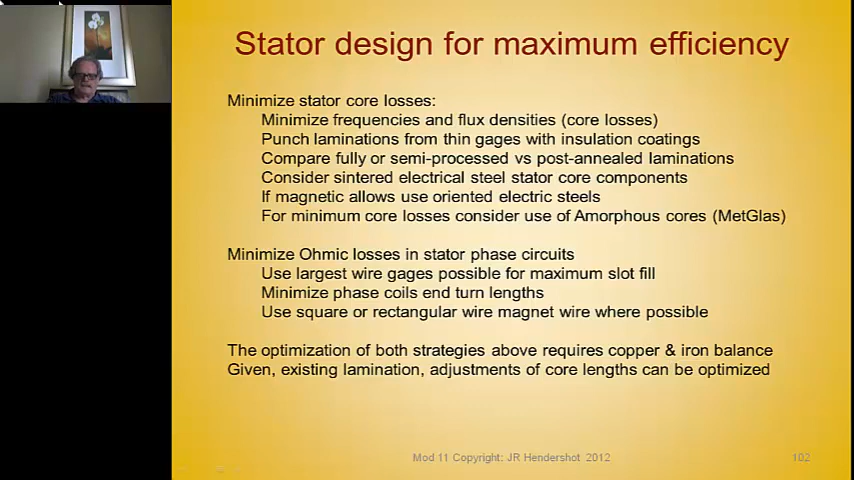 Stator design for maximum efficiency
Minimize stator core losses:
Minimize frequencies and flux densities (core losses)
Punch laminations from thin gages with insulation coatings
Compare fully or semi-processed vs post-annealed laminations
Consider sintered electrical steel stator core components
If magnetic allows use oriented electric steels
For minimum core losses consider use of Amorphous cores (MetGlas)
Minimize Ohmic losses in stator phase circuits
Use largest wire gages possible for maximum slot fill
Minimize phase coils end turn lengths
Use square or rectangular wire magnet wire where possible
The optimization of both strategies above requires copper & iron balance
Given, existing lamination, adjustments of core lengths can be optimized
Mod 11 Copyright: JR Hendershot 2012
102